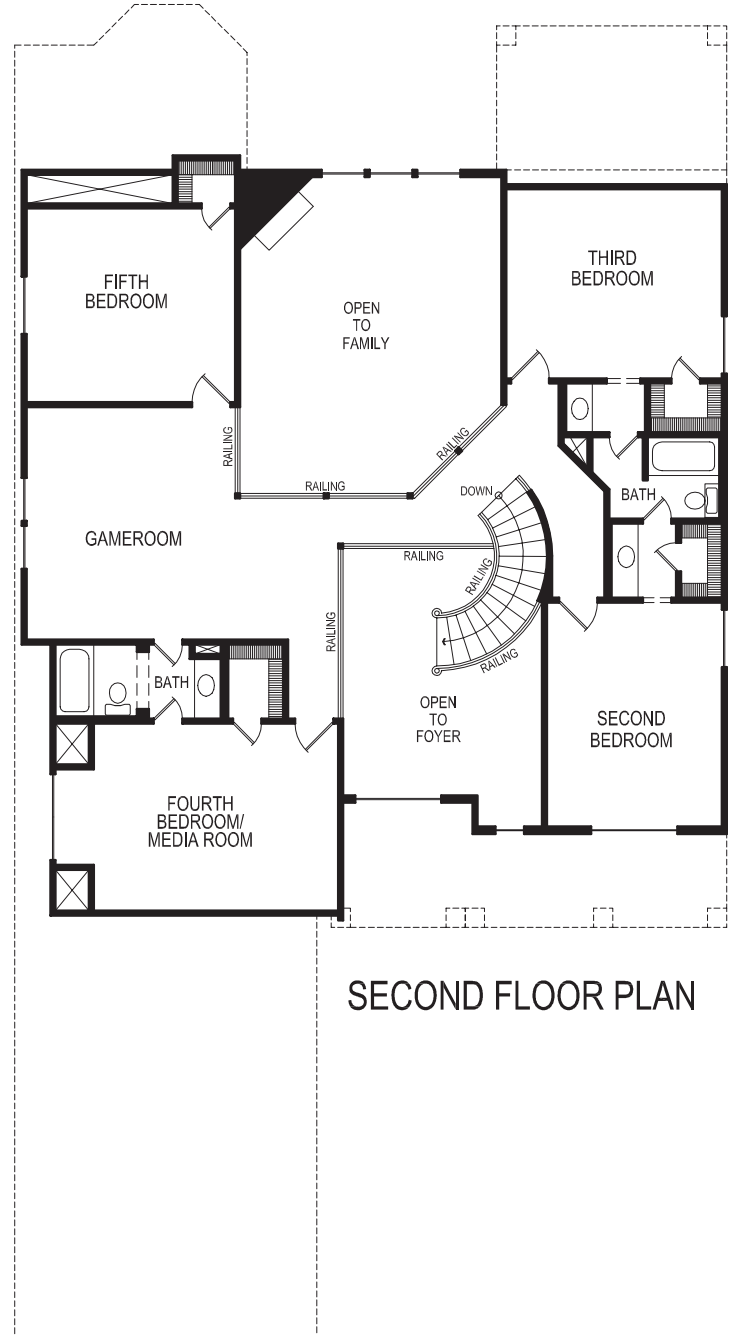 THIRD
BEDROOM
FIFTH
BEDROOM
OPEN
TO
FAMILY
RAILING
RAILING
RAILING
DOWN
BATH
GAMEROOM
RAILING
RAILING
RAILING
RAILING
BATH
OPEN
TO
FOYER
SECOND
BEDROOM
FOURTH
BEDROOM/
MEDIA ROOM
SECOND FLOOR PLAN